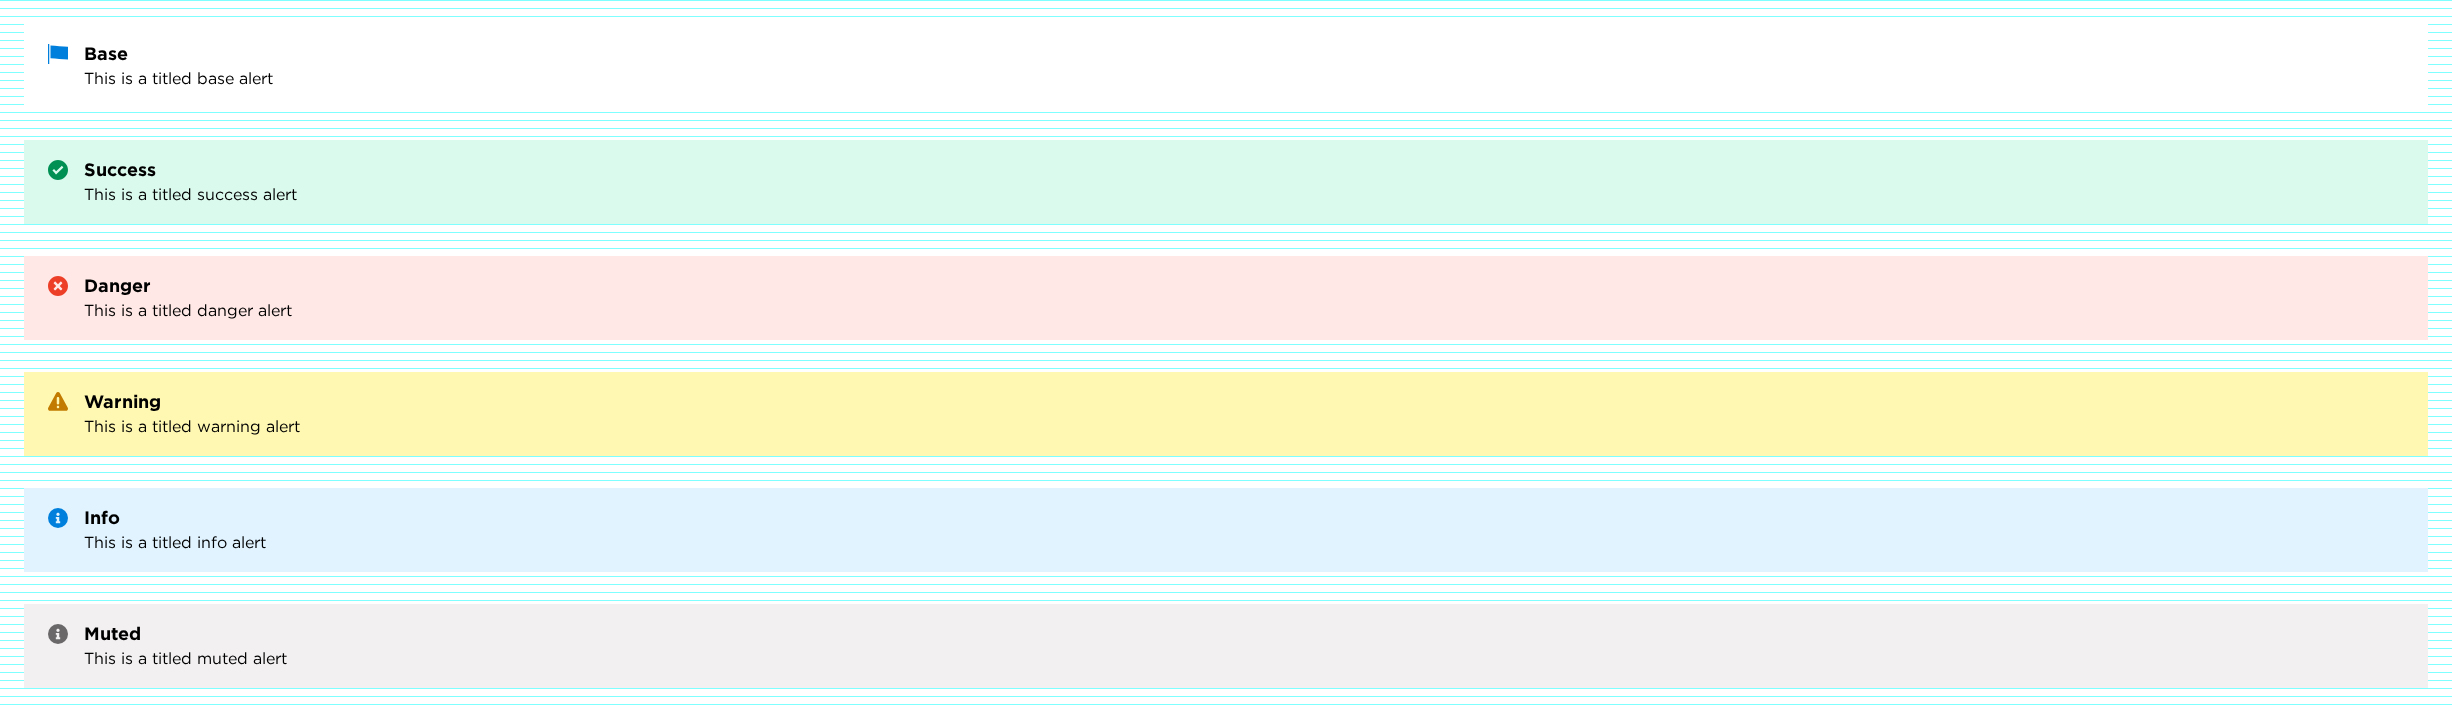 Base
This is a titled base alert
Success
This is a titled success alert
Danger
This is a titled danger alert
Warning
This is a titled warning alert
Info
This is a titled info alert
Muted
This is a titled muted alert